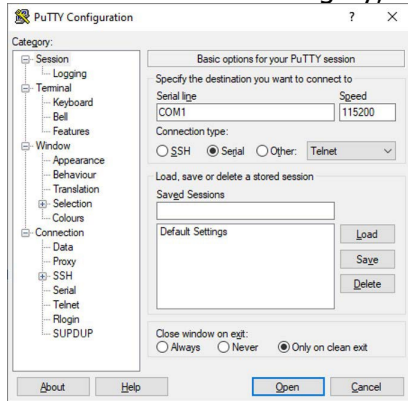 PuTTY Configuration
? ×
Category:
Session
Logging
Terminal
Keyboard
Bell
Features
Window
Appearance
Behaviour
Translation
Selection
Colours
Connection
Data
Proxy
SSH
Serial
Telnet
Rlogin
SUPDUP
Basic options for your PuTTY session
Specify the destination you want to connect to
Serial line Speed
COM1 115200
Connection type:
SSH Serial Other: Telnet
Load, save or delete a stored session
Saved Sessions
Default Settings
Load
Save
Delete
Close window on exit:
Always Never Only on clean exit
About Help Open Cancel